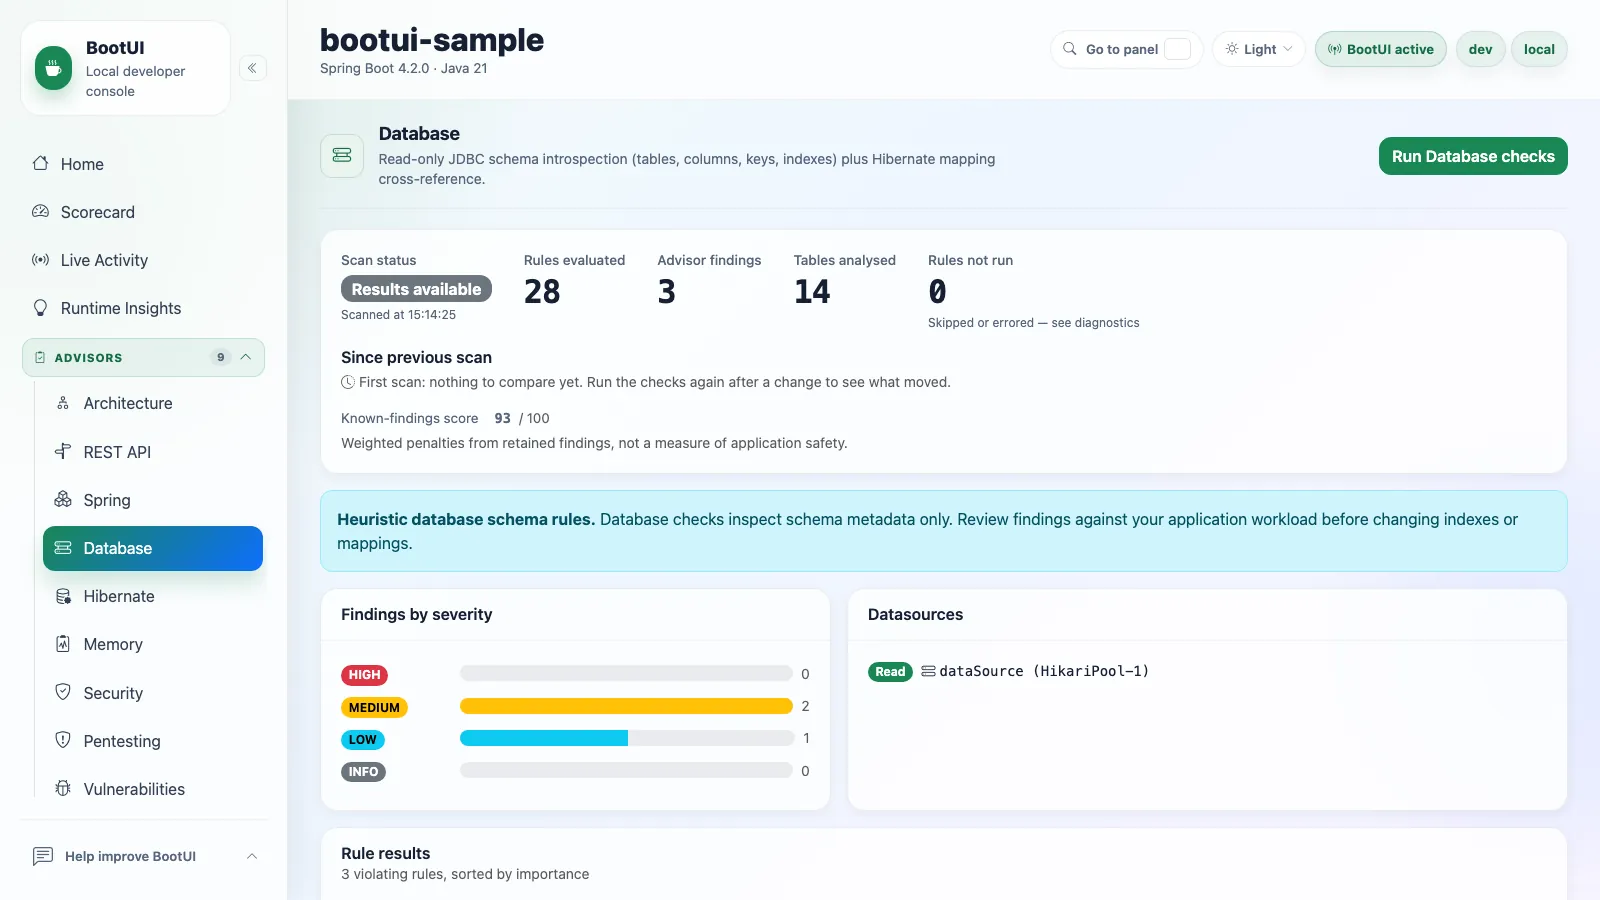 BootUI
Local developer
console
Home
Scorecard
Live Activity
Runtime Insights
ADVISORS 9
Architecture
REST API
Spring
Database
Hibernate
Memory
Security
Pentesting
Vulnerabilities
Help improve BootUI
bootui-sample
Spring Boot 4.2.0 · Java 21
Go to panel
Light
BootUI active
dev
local
Database
Read-only JDBC schema introspection (tables, columns, keys, indexes) plus Hibernate mapping
cross-reference.
Run Database checks
Scan status
Results available
Scanned at 15:14:25
Rules evaluated
28
Advisor findings
3
Tables analysed
14
Rules not run
0
Skipped or errored — see diagnostics
Since previous scan
First scan: nothing to compare yet. Run the checks again after a change to see what moved.
Known-findings score 93 / 100
Weighted penalties from retained findings, not a measure of application safety.
Heuristic database schema rules. Database checks inspect schema metadata only. Review findings against your application workload before changing indexes or
mappings.
Findings by severity
HIGH 0
MEDIUM 2
LOW 1
INFO 0
Datasources
Read dataSource (HikariPool-1)
Rule results
3 violating rules, sorted by importance